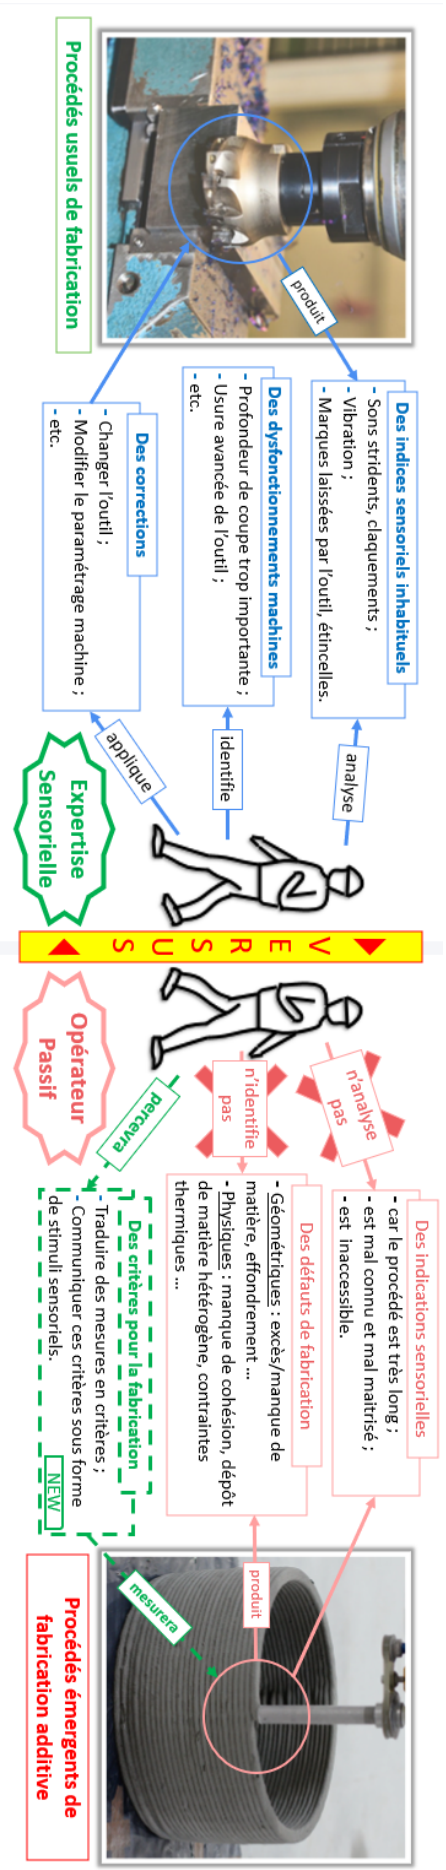 Procédés usuels de fabrication
produit
Des indices sensoriels inhabituels
- Sons stridents, claquements ;
- Vibration ;
- Marques laissées par l'outil, étincelles.
Des dysfonctionnements machines
- Profondeur de coupe trop importante ;
- Usure avancée de l'outil ;
- etc.
Des corrections
- Changer l'outil ;
- Modifier le paramétrage machine ;
- etc.
analyse
identifie
applique
Expertise
Sensorielle
VERSUS
Opérateur
Passif
n'analyse
pas
n'identifie
pas
percevra
Des indications sensorielles
- car le procédé est très long ;
- est mal connu et mal maitrisé ;
- est inaccessible.
Des défauts de fabrication
- Géométriques : excès/manque de
matière, effondrement ...
- Physiques : manque de cohésion, dépôt
de matière hétérogène, contraintes
thermiques ...
Des critères pour la fabrication
- Traduire des mesures en critères ;
- Communiquer ces critères sous forme
de stimuli sensoriels.
NEW
produit
mesurera
Procédés émergents de
fabrication additive